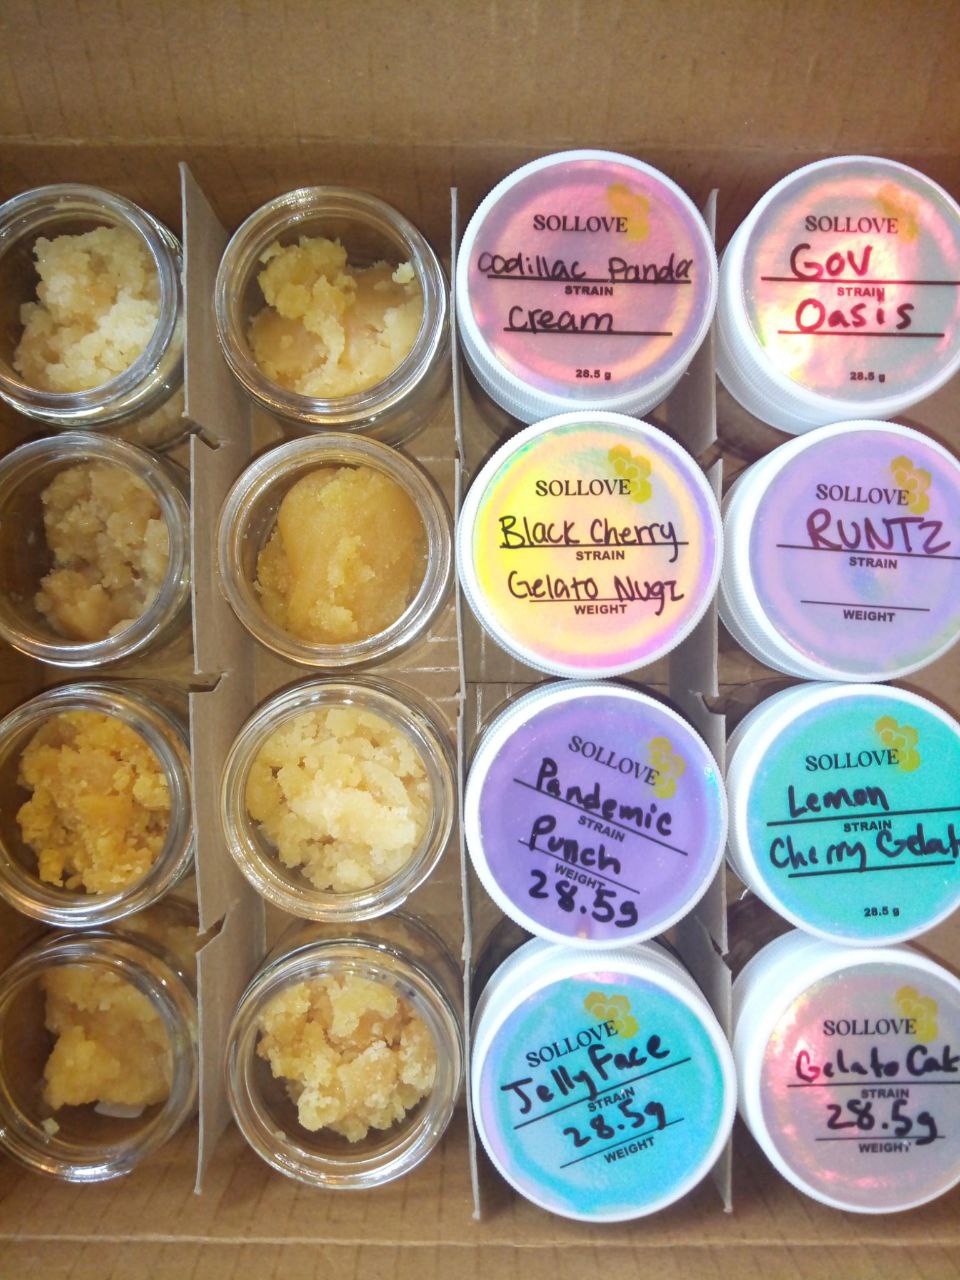 SOLLOVE
Codillac Panda
STRAIN
Cream
28.5 g
SOLLOVE
GOV
STRAIN
Oasis
28.5 g
SOLLOVE
Black Cherry
STRAIN
Gelato Nugz
WEIGHT
SOLLOVE
RUNTZ
STRAIN
WEIGHT
SOLLOVE
Pandemic
STRAIN
Punch
WEIGHT
28.5g
SOLLOVE
Lemon
STRAIN
Cherry Gelat
28.5 g
SOLLOVE
Jelly Face
STRAIN
28.5g
WEIGHT
SOLLOVE
Gelato Cak
STRAIN
28.5g
WEIGHT